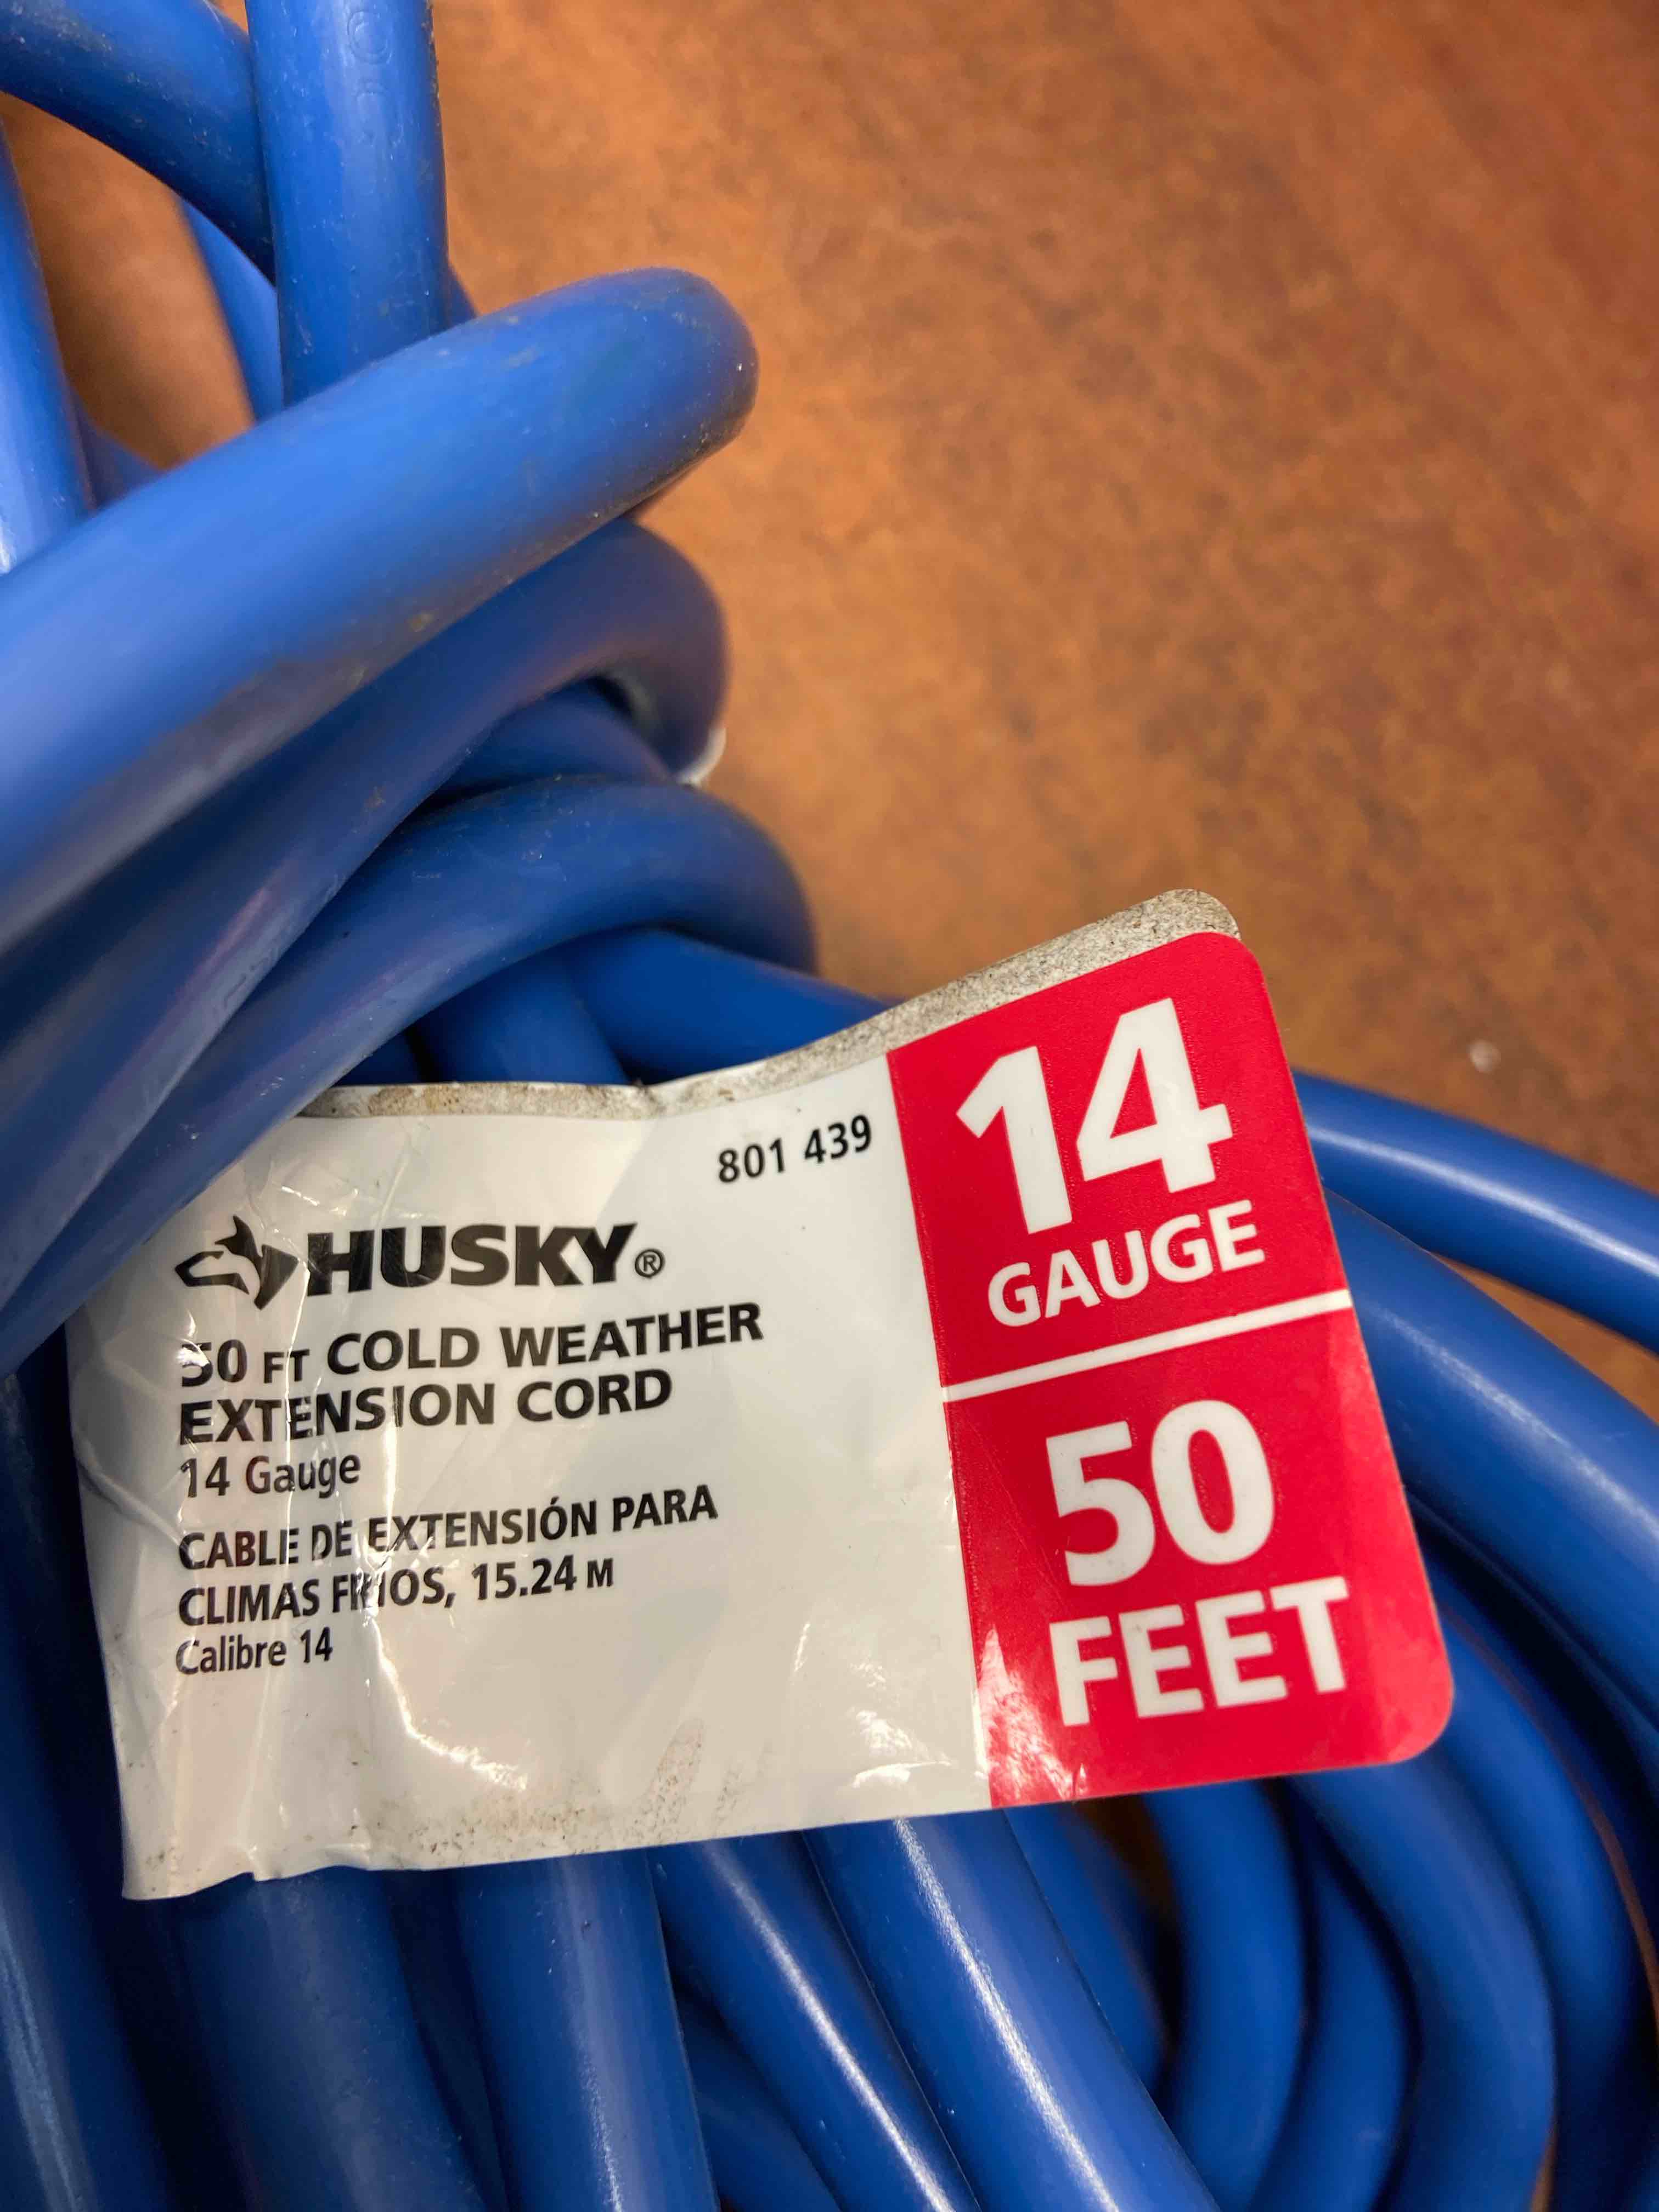 801 439
HUSKY®
50 FT COLD WEATHER
EXTENSION CORD
14 Gauge
CABLE DE EXTENSIÓN PARA
CLIMAS FRÍOS, 15.24 M
Calibre 14
14
GAUGE
50
FEET